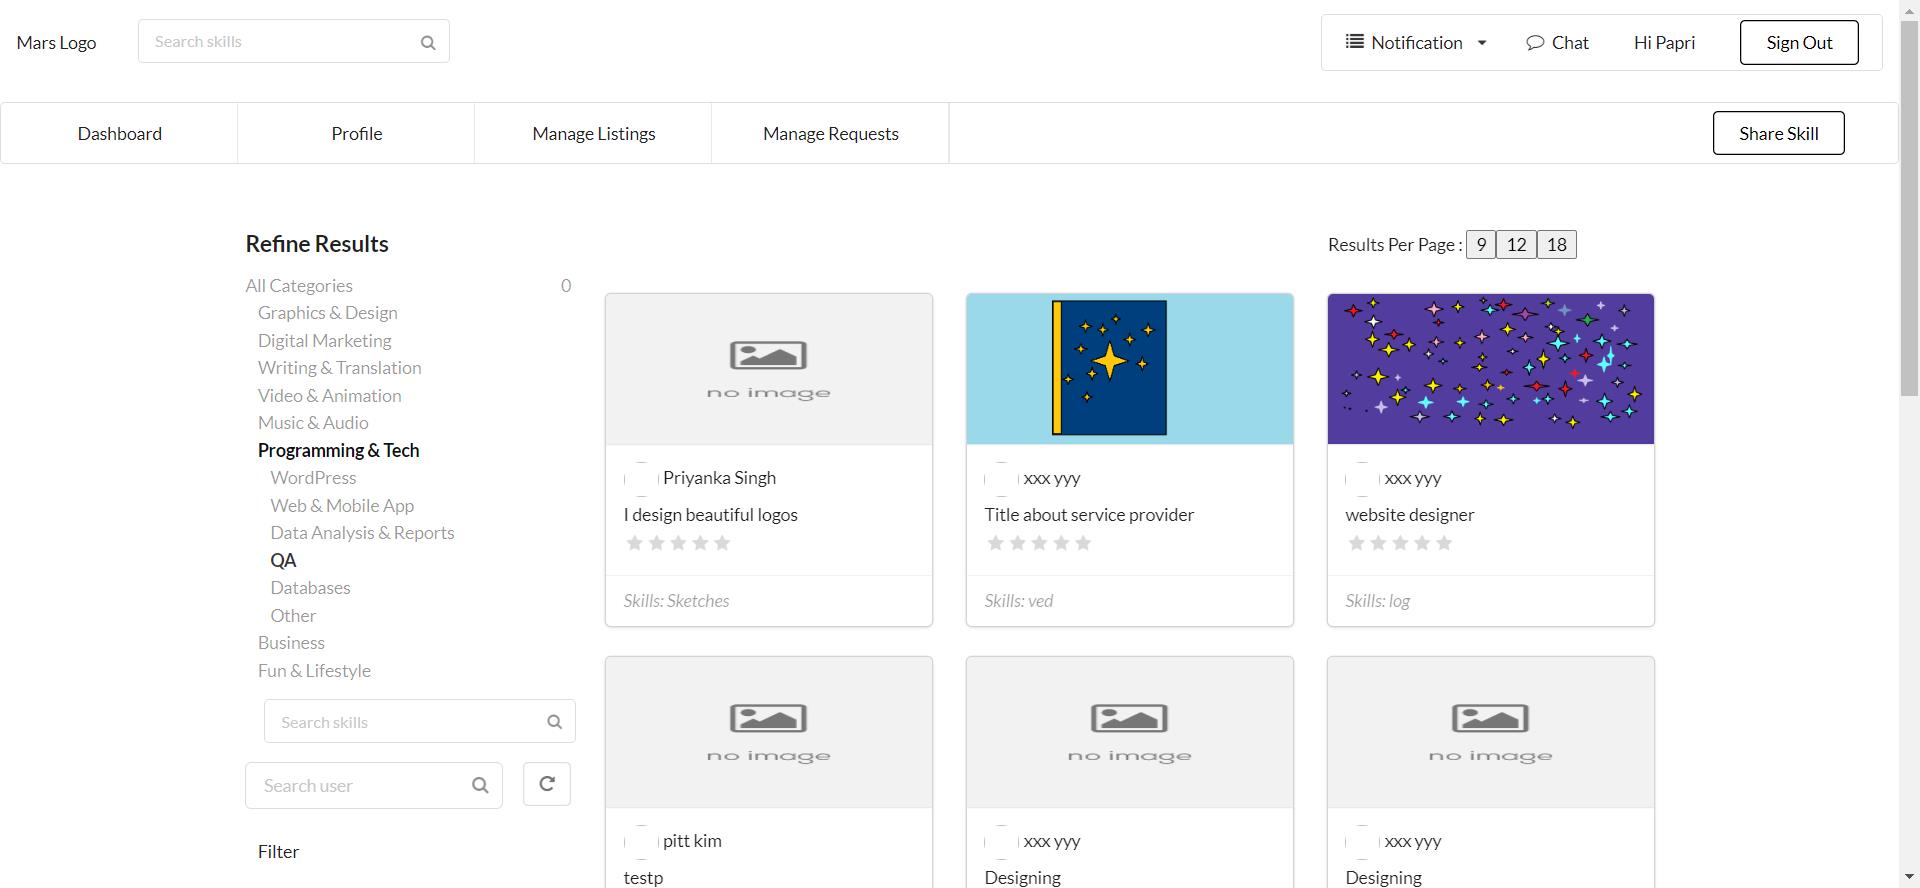 Mars Logo
Search skills
Notification
Chat
Hi Papri
Sign Out
Dashboard
Profile
Manage Listings
Manage Requests
Share Skill
Refine Results
Results Per Page : 9 12 18
All Categories 0
Graphics & Design
Digital Marketing
Writing & Translation
Video & Animation
Music & Audio
Programming & Tech
WordPress
Web & Mobile App
Data Analysis & Reports
QA
Databases
Other
Business
Fun & Lifestyle
Search skills
Search user
Filter
no image
Priyanka Singh
I design beautiful logos
Skills: Sketches
xxx yyy
Title about service provider
Skills: ved
xxx yyy
website designer
Skills: log
no image
pitt kim
testp
no image
xxx yyy
Designing
no image
xxx yyy
Designing